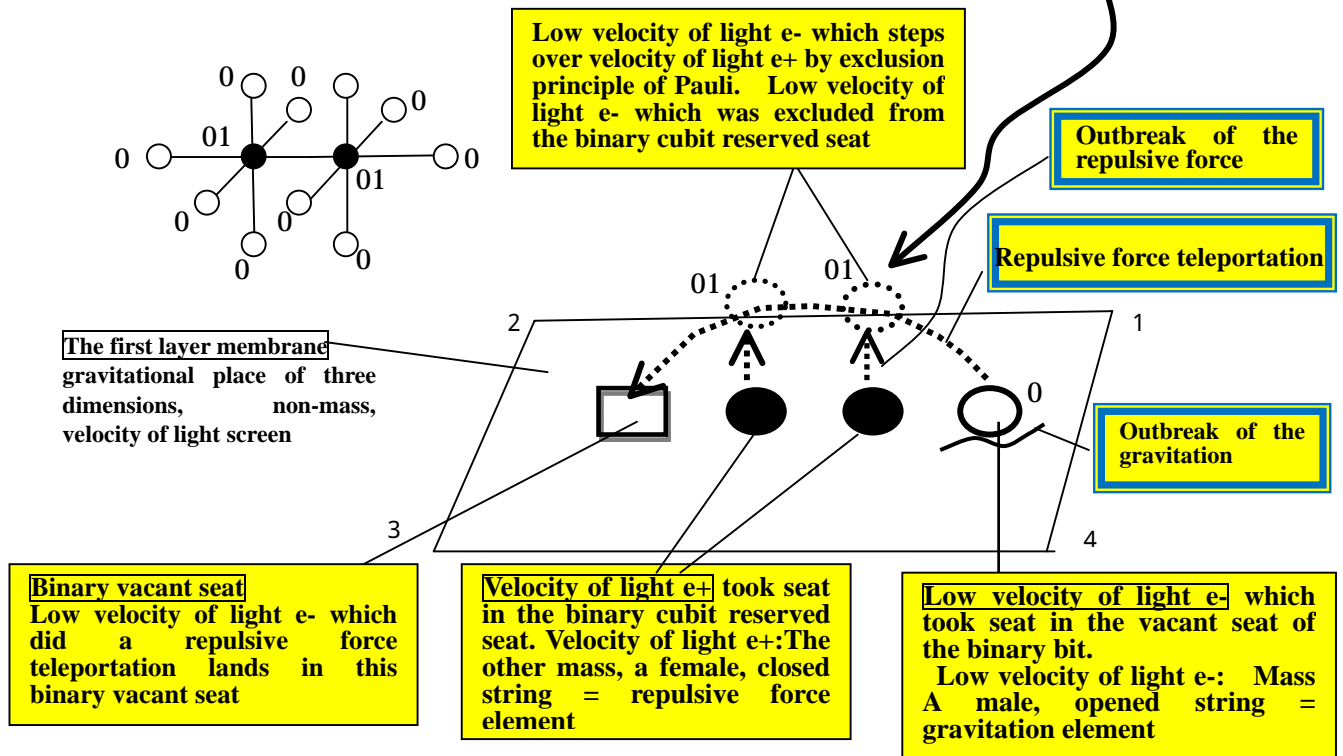 Low velocity of light e- which steps
over velocity of light e+ by exclusion
principle of Pauli. Low velocity of
light e- which was excluded from
the binary cubit reserved seat
0
0
0
01
0
0
01
0
0
0
0
Outbreak of the
repulsive force
Repulsive force teleportation
01
01
2
1
The first layer membrane
gravitational place of three
dimensions, non-mass,
velocity of light screen
0
Outbreak of the
gravitation
3
4
Binary vacant seat
Low velocity of light e- which
did a repulsive force
teleportation lands in this
binary vacant seat
Velocity of light e+ took seat
in the binary cubit reserved
seat. Velocity of light e+:The
other mass, a female, closed
string = repulsive force
element
Low velocity of light e- which
took seat in the vacant seat of
the binary bit.
Low velocity of light e-: Mass
A male, opened string =
gravitation element